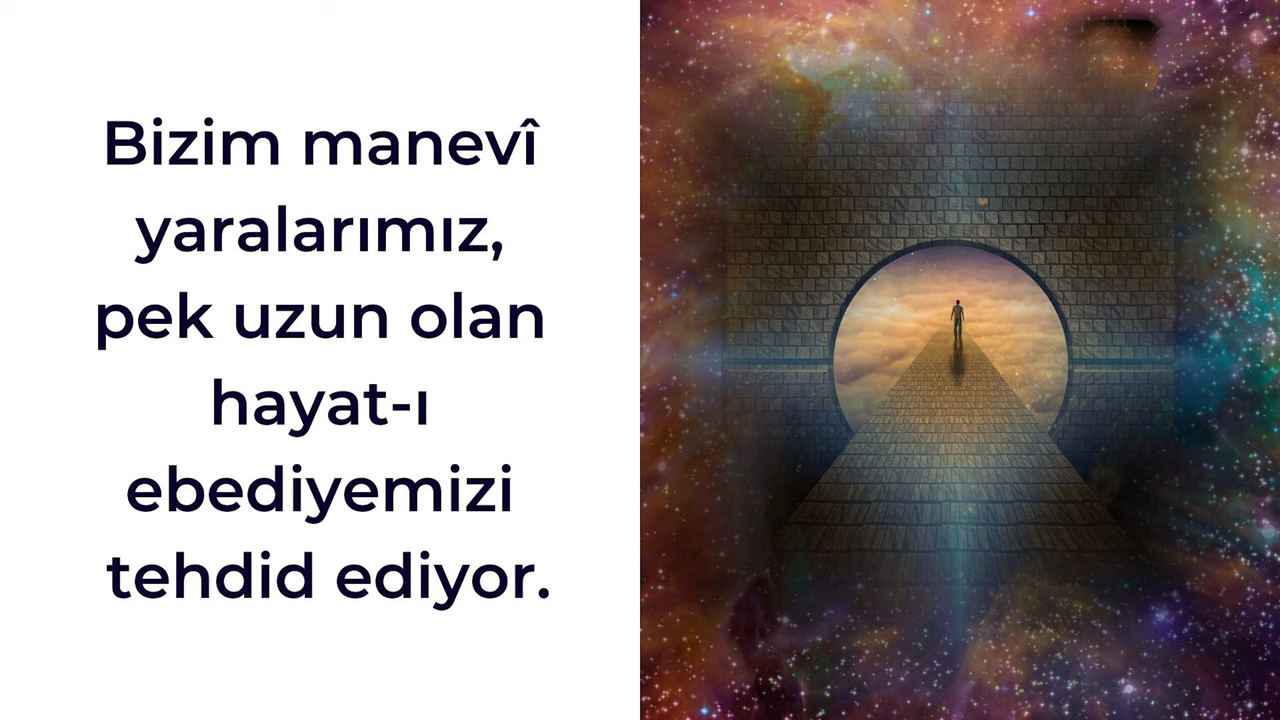 Bizim manevî
yaralarımız,
pek uzun olan
hayat-ı
ebediyemizi
tehdid ediyor.